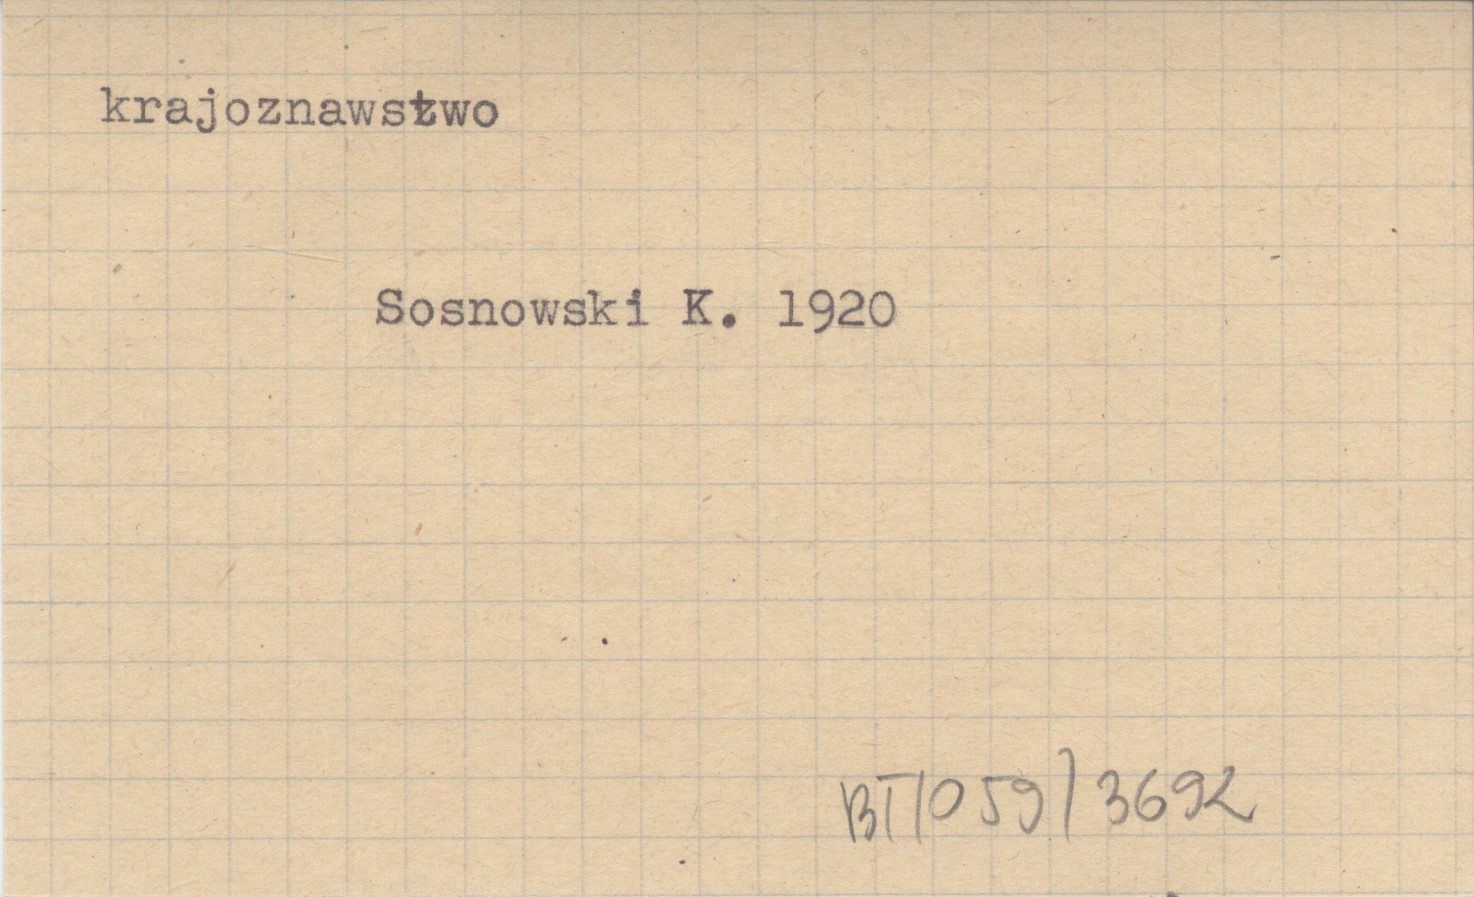 krajoznawstwo
Sosnowski K. 1920
BT/059/3692